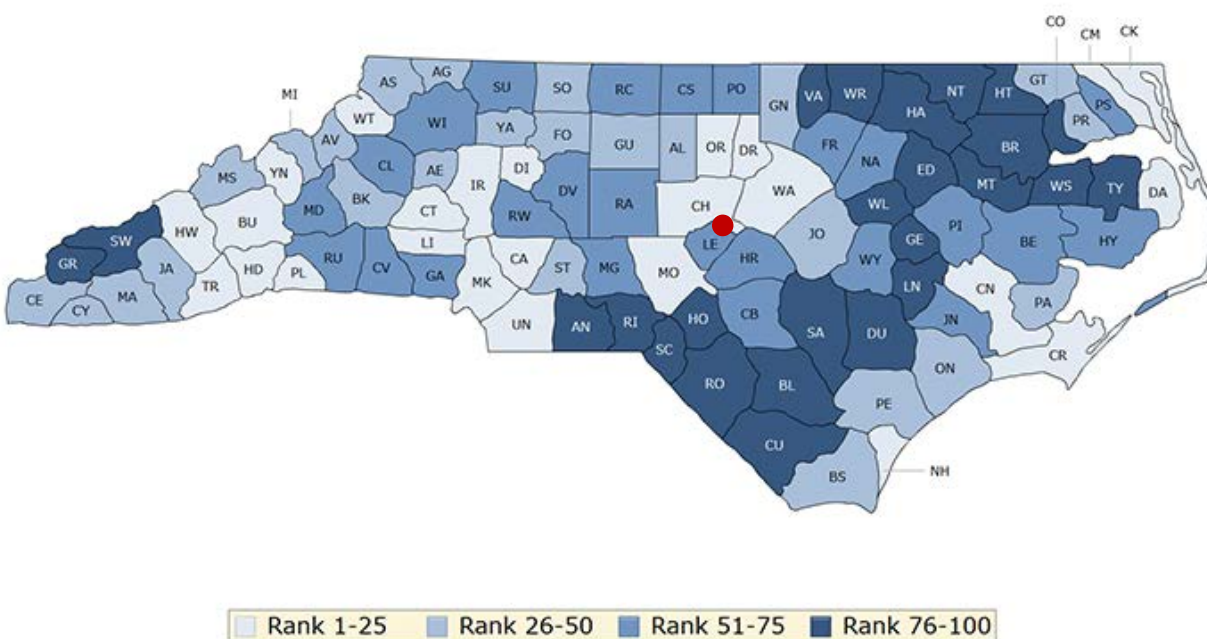 CO
CM
CK
AS AG SU SO RC CS PO GN VA WR NT HT GT PS
MI WT WI YA FO GU AL OR DR HA PR
AV CL AE DI FR NA BR
MS YN BK IR DV RA WA ED MT WS TY DA
MD CT RW CH WL
SW HW BU LI LE JO GE PI BE HY
GR JA HD PL RU CV GA CA ST MG MO HR WY
CE MA TR MK LN CN PA
CY UN AN RI HO CB SA DU JN
SC CR
RO BL ON
PE
CU
BS NH
Rank 1-25 Rank 26-50 Rank 51-75 Rank 76-100